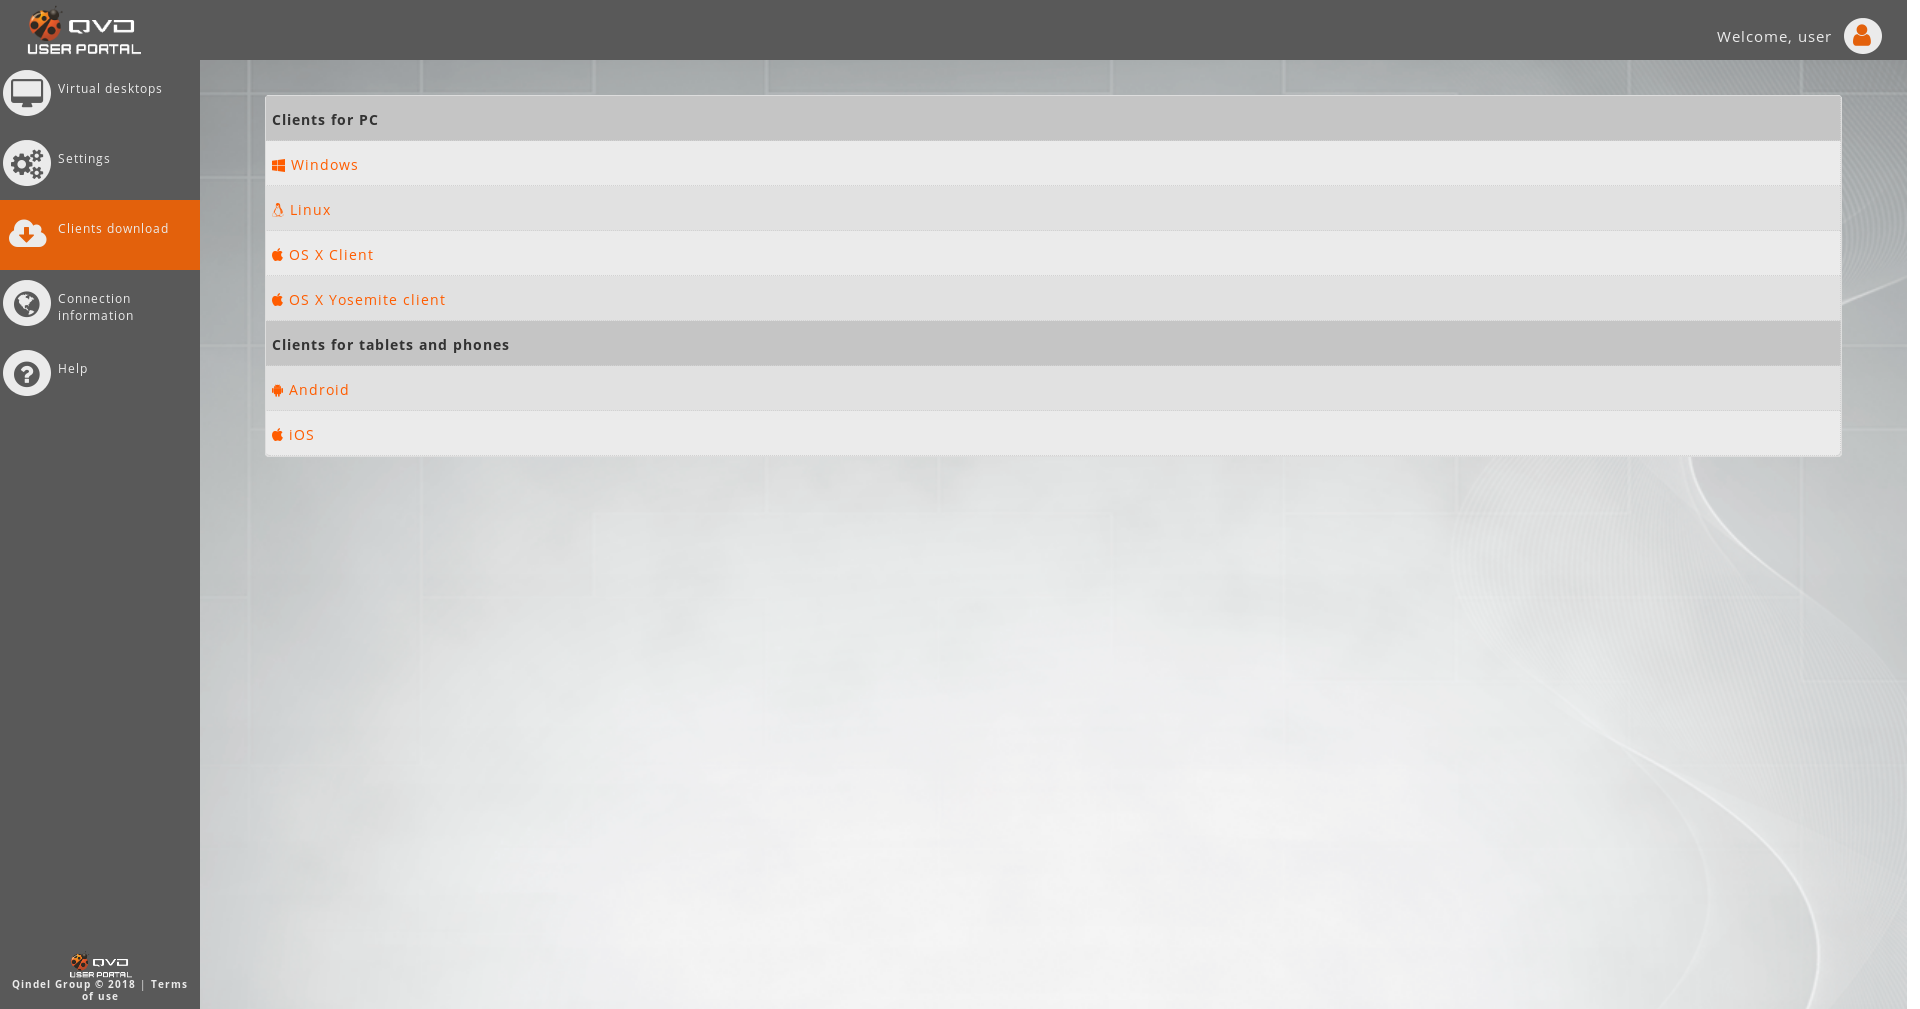 QVD
USER PORTAL
Welcome, user
Virtual desktops
Settings
Clients download
Connection
information
Help
Clients for PC
Windows
Linux
OS X Client
OS X Yosemite client
Clients for tablets and phones
Android
iOS
QVD
USER PORTAL
Qindel Group © 2018 | Terms
of use